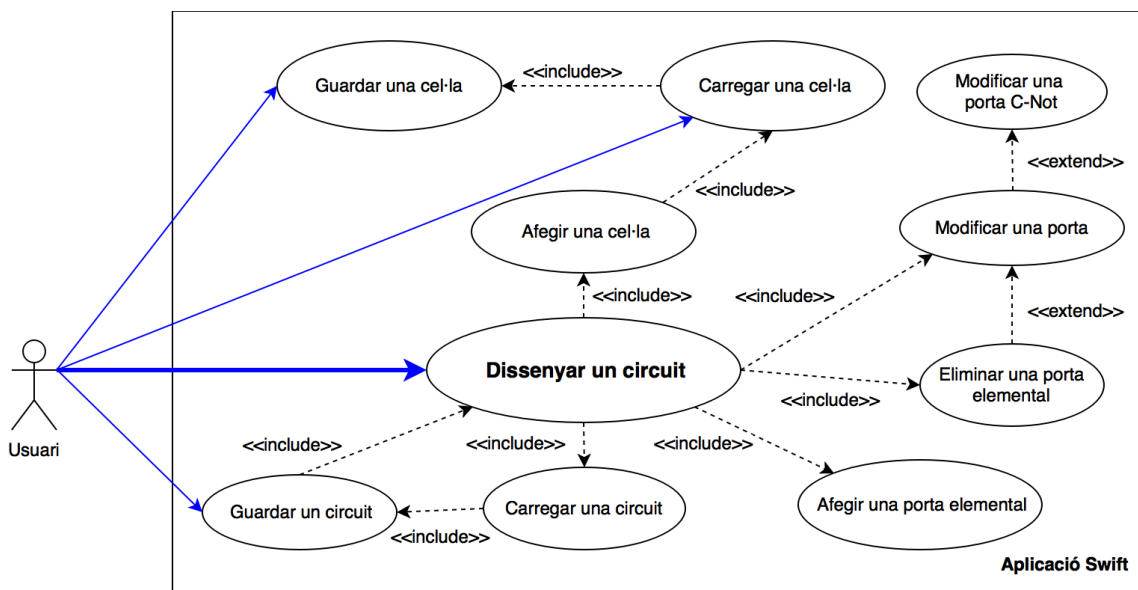 Guardar una cel·la
<<include>>
Carregar una cel·la
Modificar una
porta C-Not
<<extend>>
<<include>>
Afegir una cel·la
Modificar una porta
<<include>>
<<include>>
<<extend>>
Dissenyar un circuit
Eliminar una porta
elemental
<<include>>
Usuari
<<include>>
<<include>>
<<include>>
Guardar un circuit
Carregar una circuit
Afegir una porta elemental
<<include>>
Aplicació Swift